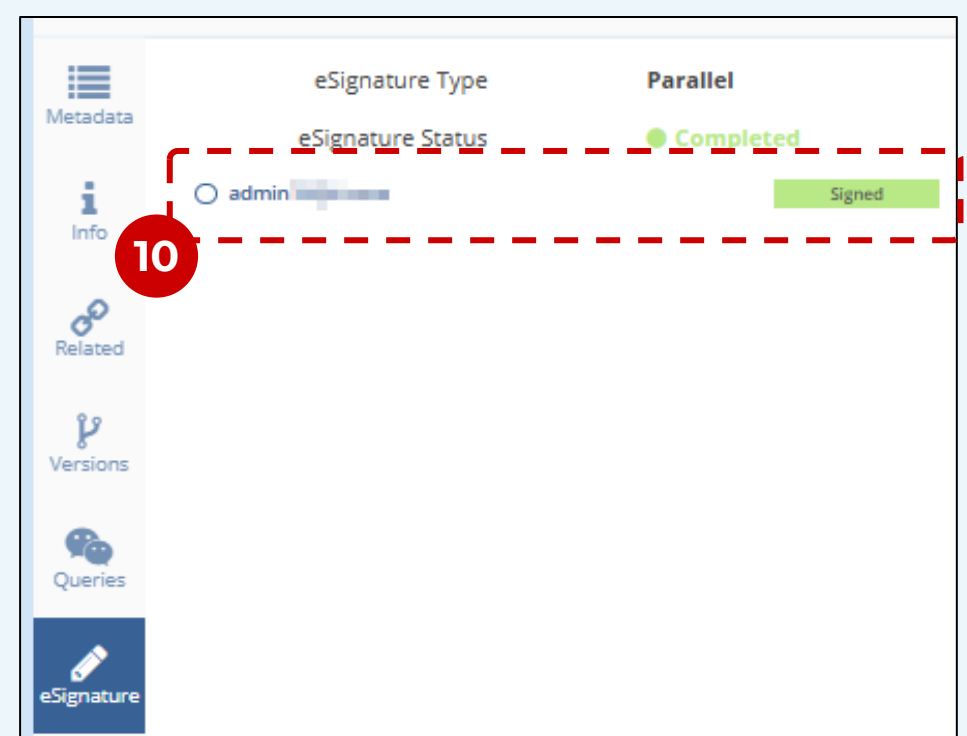 Metadata
Info
Related
Versions
Queries
eSignature
eSignature Type Parallel
eSignature Status Completed
admin Signed
10